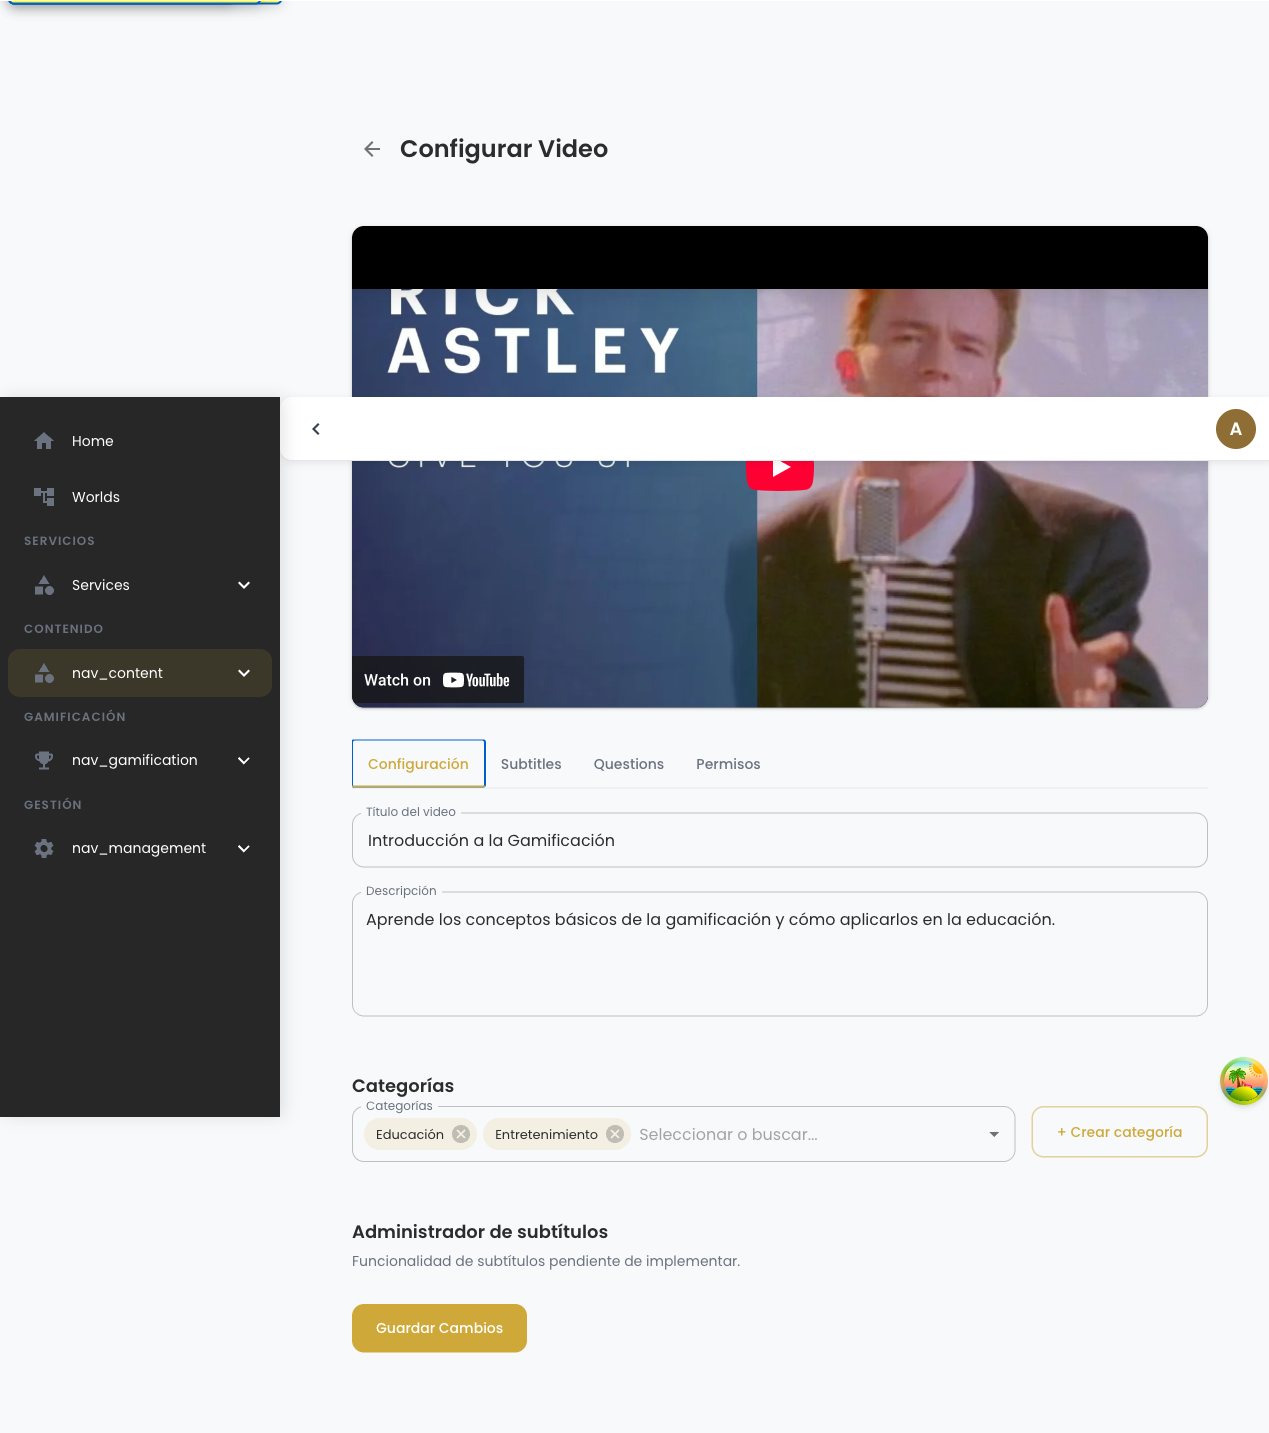 Configurar Video
RICK
ASTLEY
A
Home
Worlds
SERVICIOS
Services
CONTENIDO
nav_content
GAMIFICACIÓN
nav_gamification
GESTIÓN
nav_management
Watch on YouTube
Configuración Subtitles Questions Permisos
Título del video
Introducción a la Gamificación
Descripción
Aprende los conceptos básicos de la gamificación y cómo aplicarlos en la educación.
Categorías
Categorías
Educación Entretenimiento Seleccionar o buscar...
+ Crear categoría
Administrador de subtítulos
Funcionalidad de subtítulos pendiente de implementar.
Guardar Cambios